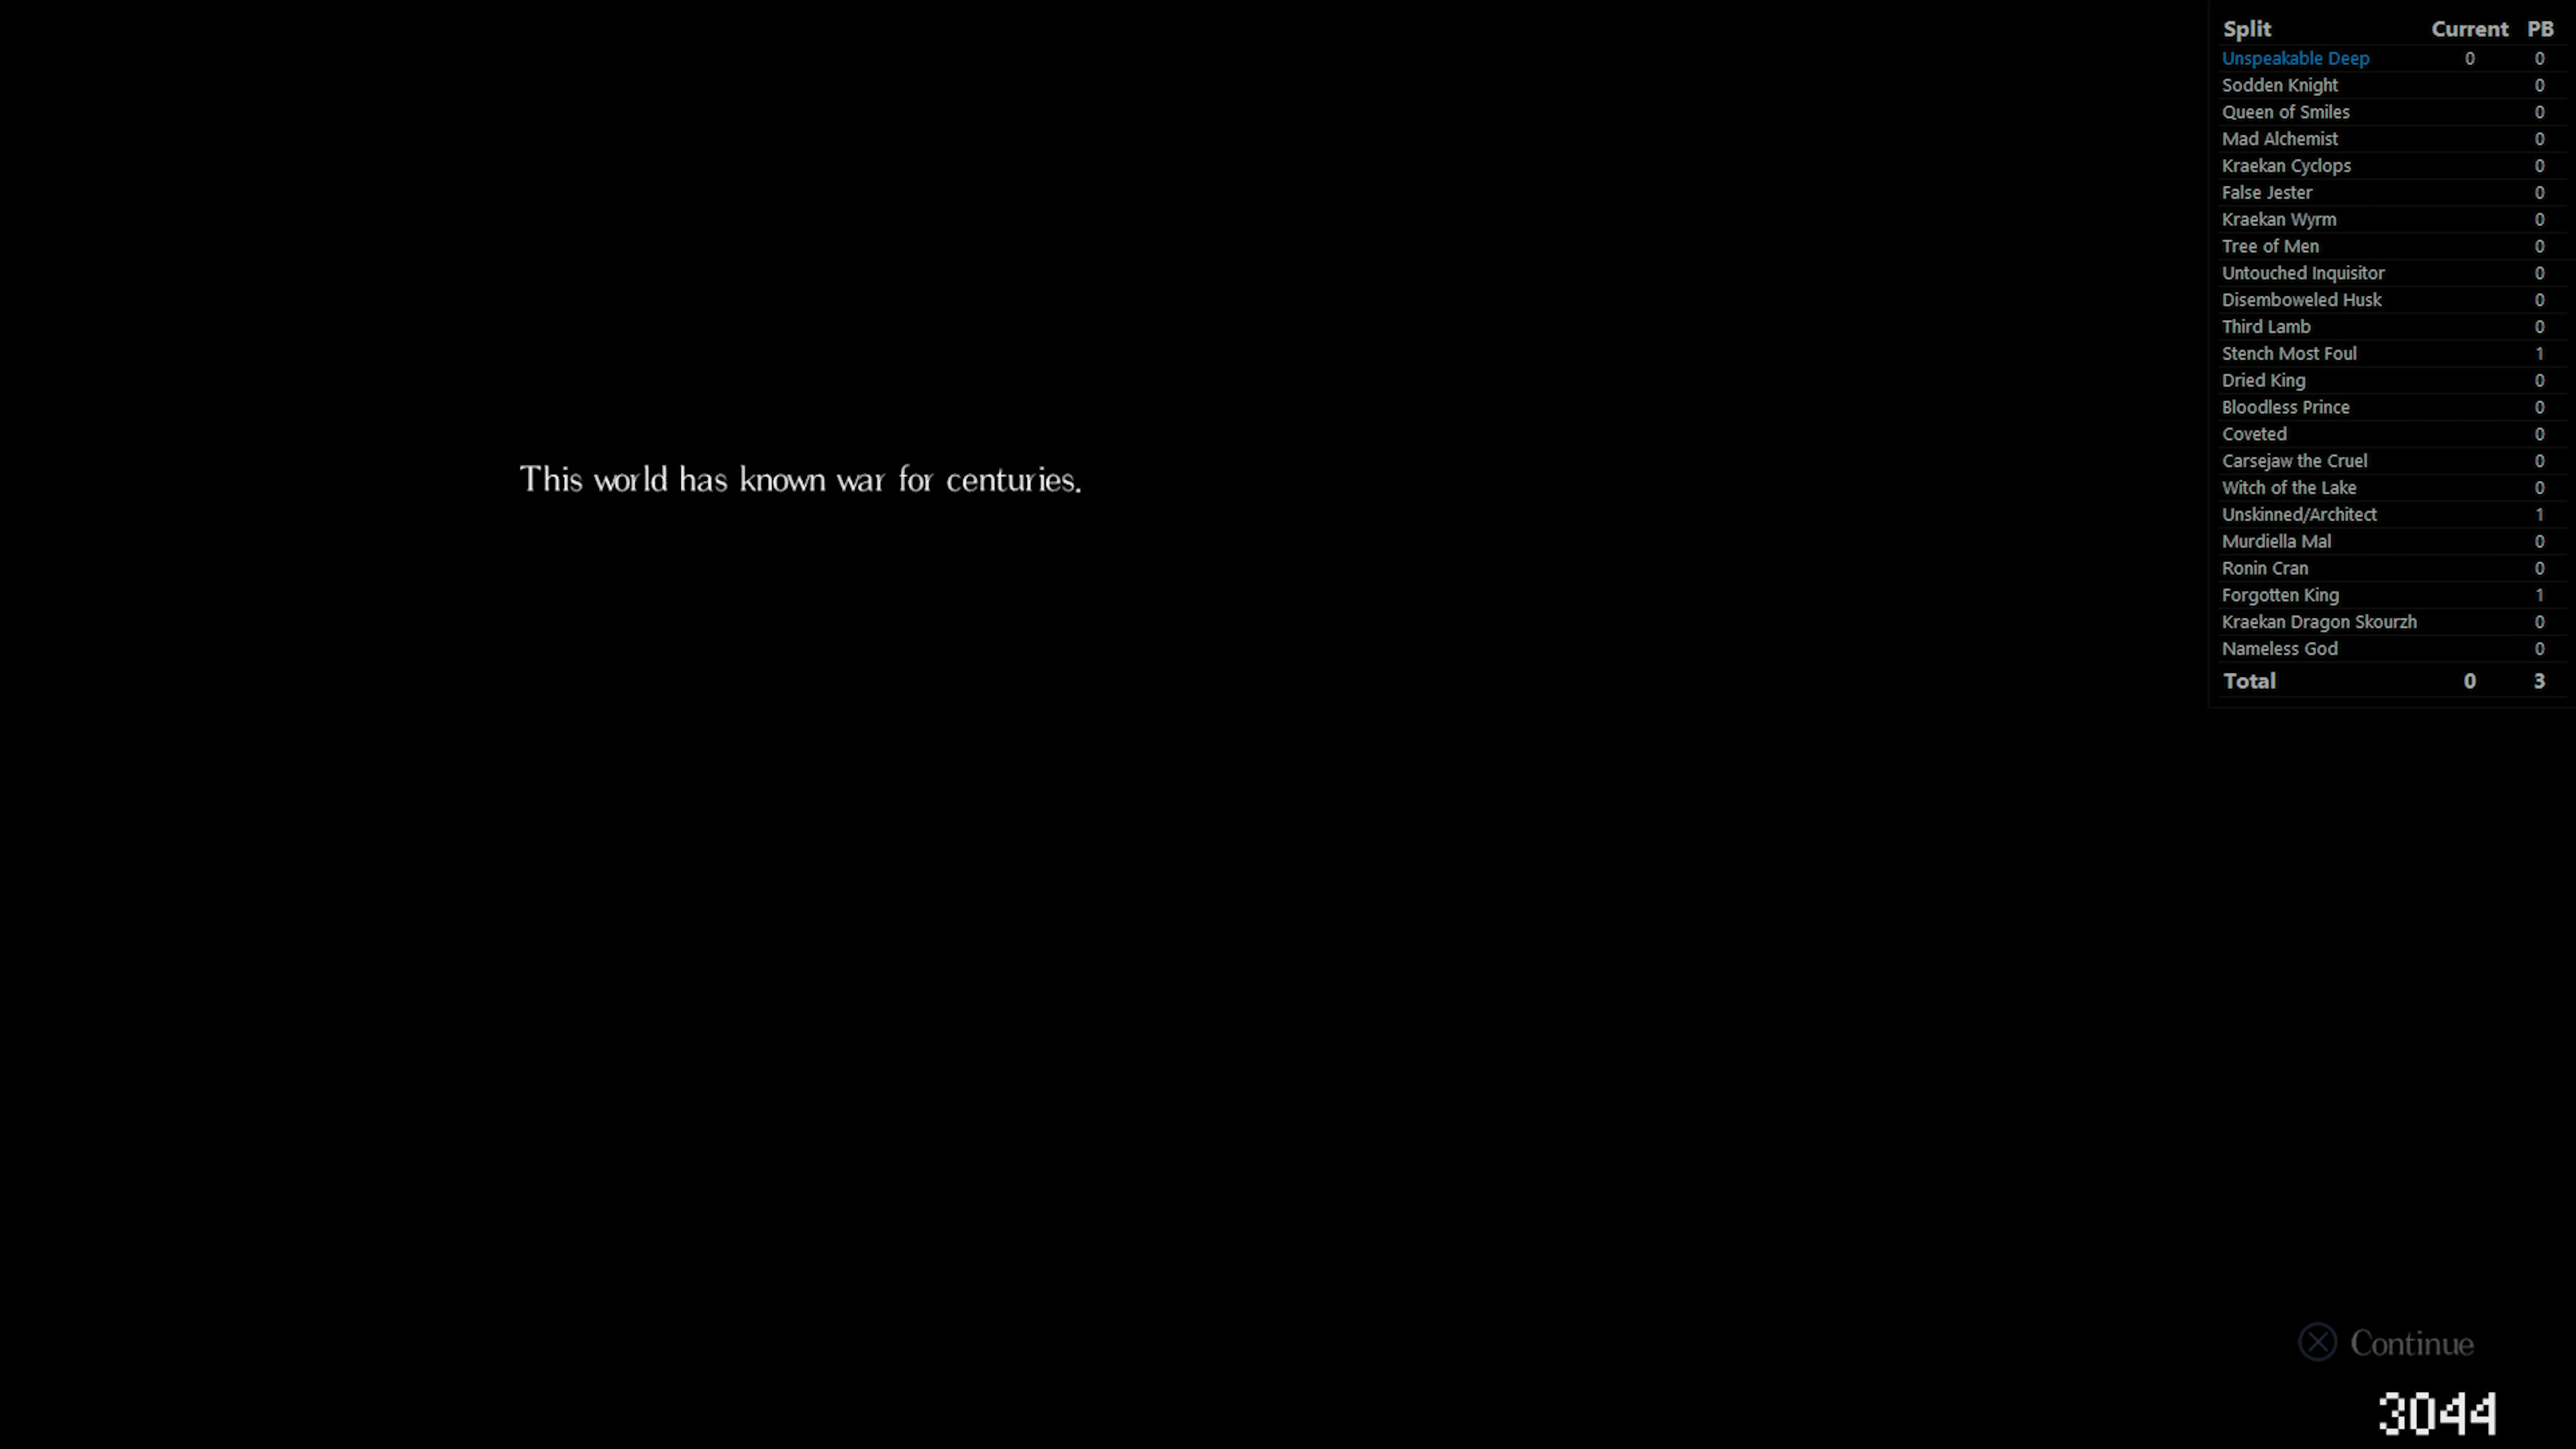 This world has known war for centuries.
Split Current PB
Unspeakable Deep 0 0
Sodden Knight 0
Queen of Smiles 0
Mad Alchemist 0
Kraekan Cyclops 0
False Jester 0
Kraekan Wyrm 0
Tree of Men 0
Untouched Inquisitor 0
Disemboweled Husk 0
Third Lamb 0
Stench Most Foul 1
Dried King 0
Bloodless Prince 0
Coveted 0
Carsejaw the Cruel 0
Witch of the Lake 0
Unskinned/Architect 1
Murdiella Mal 0
Ronin Cran 0
Forgotten King 1
Kraekan Dragon Skourzh 0
Nameless God 0
Total 0 3
Continue
3044